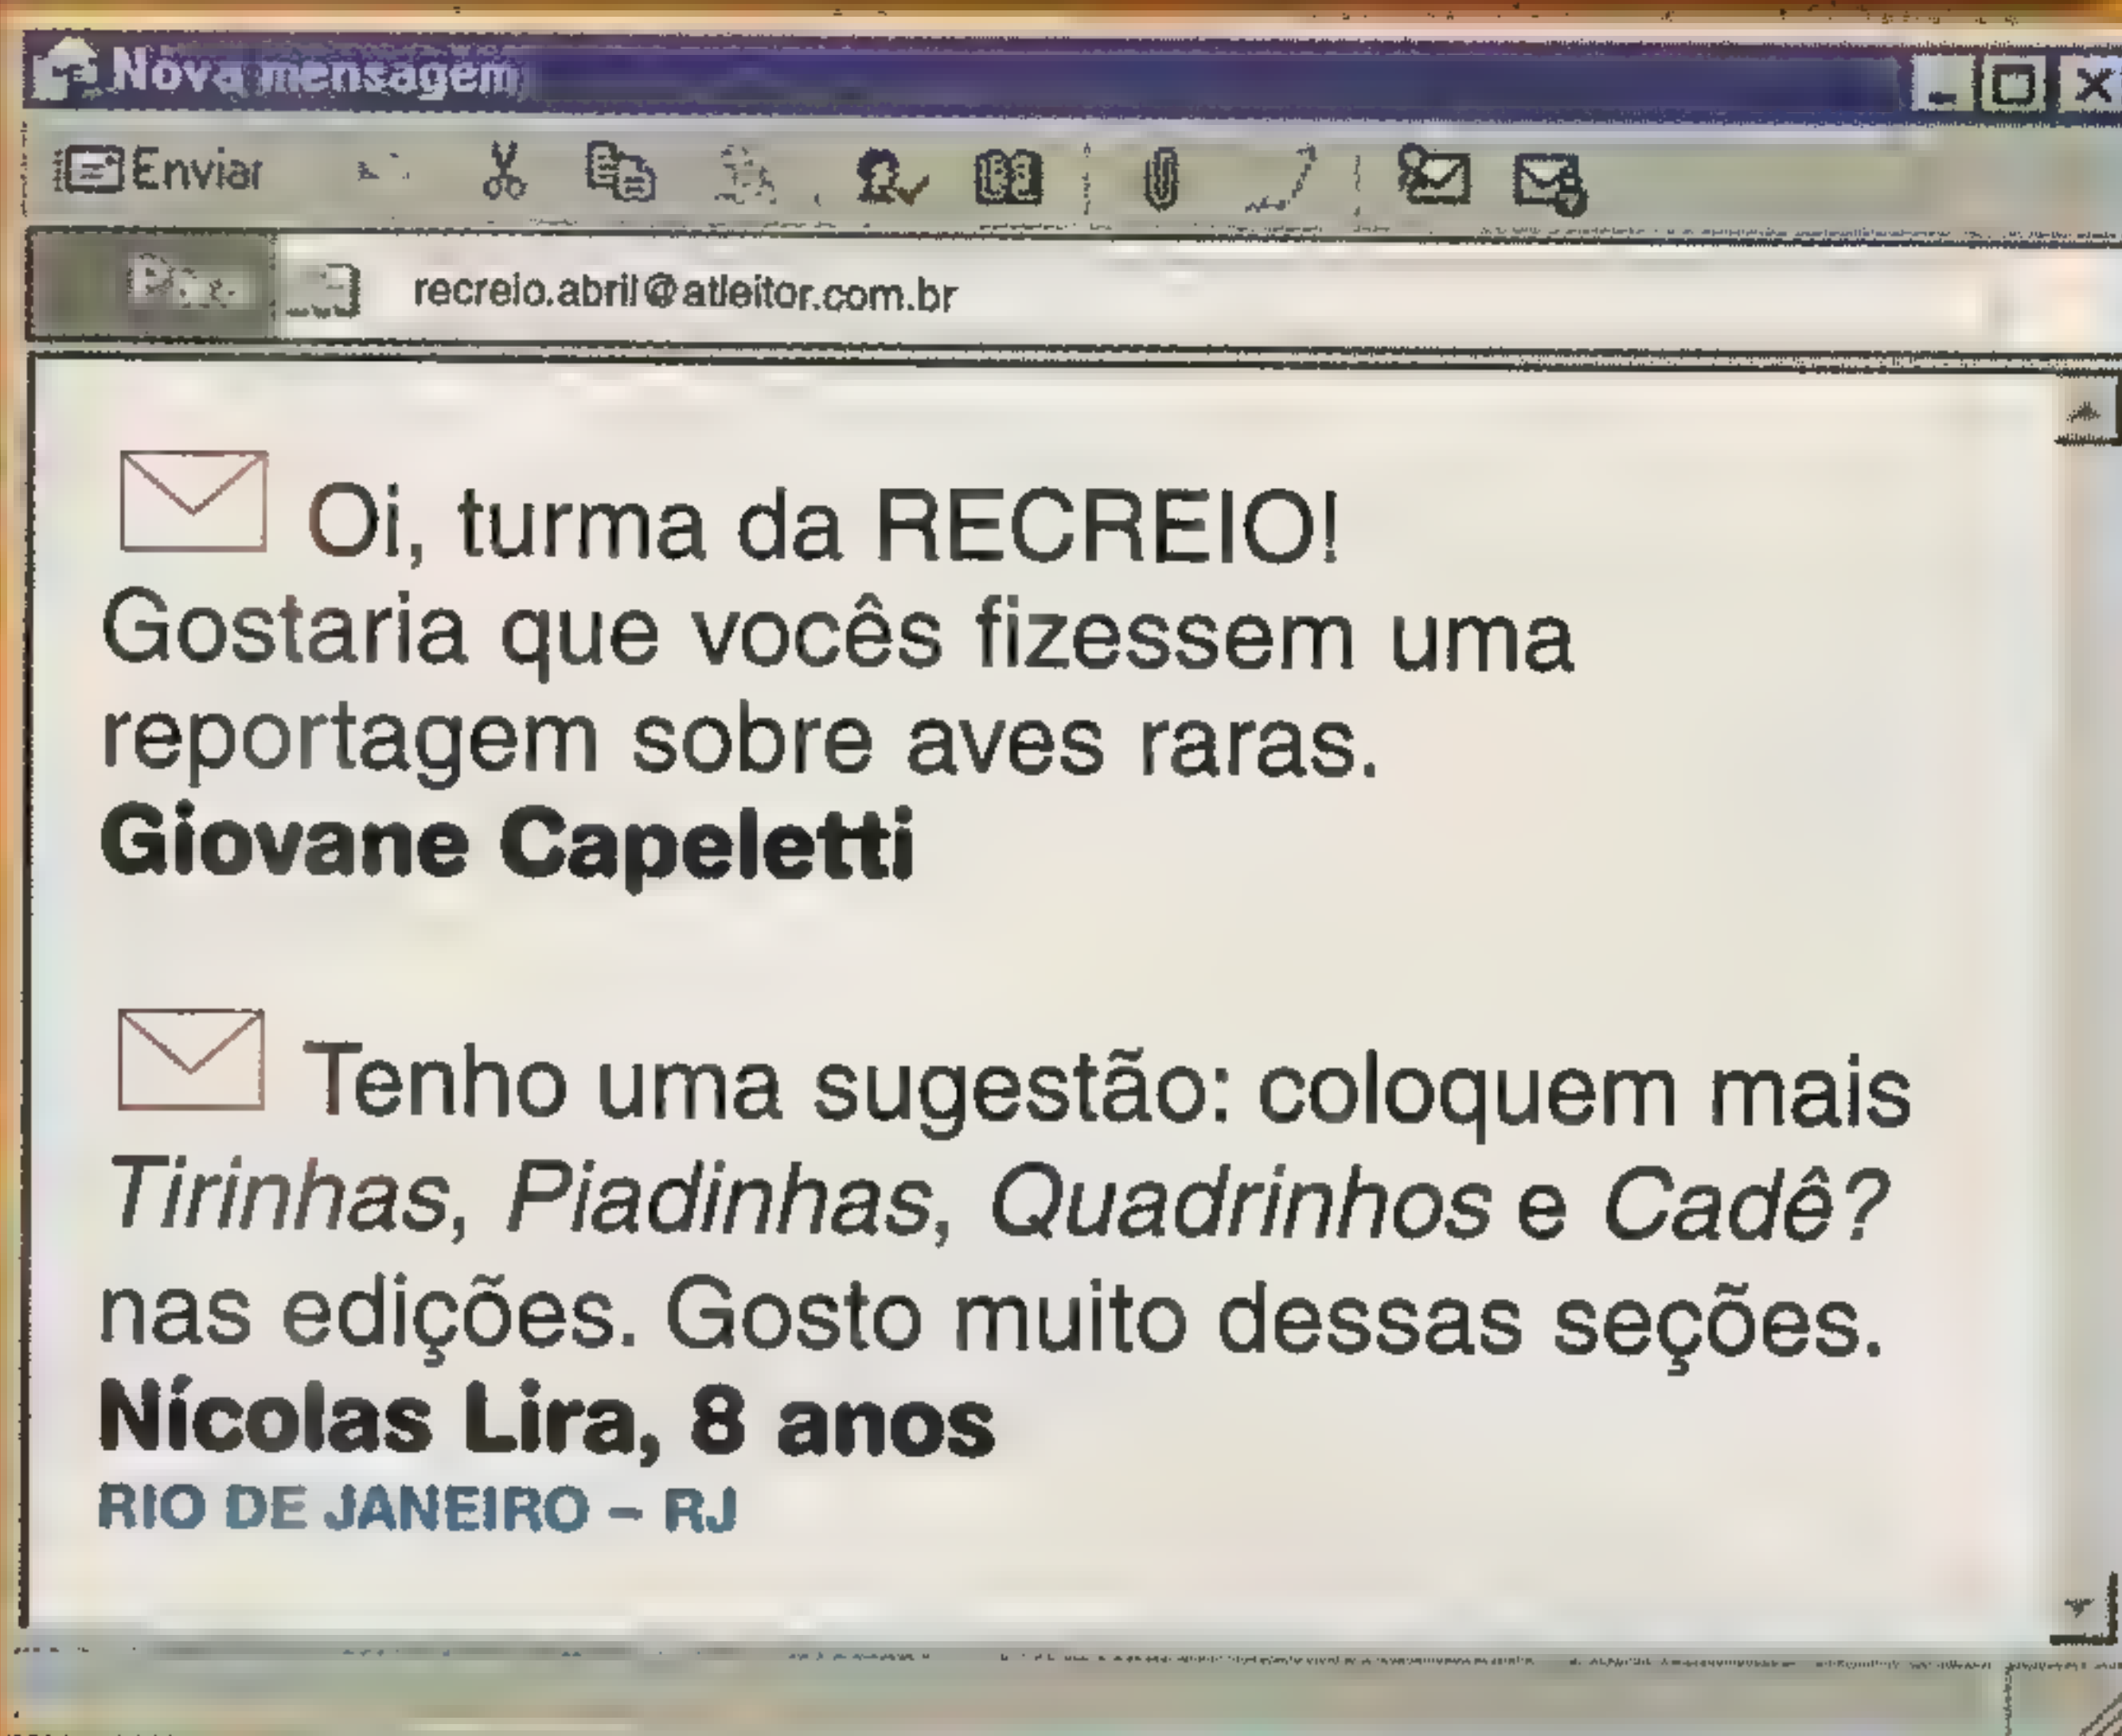 Nova mensagem
Enviar
recreio.abril@atleitor.com.br
Oi, turma da RECREIO!
Gostaria que vocês fizessem uma
reportagem sobre aves raras.
Giovane Capeletti
Tenho uma sugestão: coloquem mais
Tirinhas, Piadinhas, Quadrinhos e Cadê?
nas edições. Gosto muito dessas seções.
Nícolas Lira, 8 anos
RIO DE JANEIRO – RJ